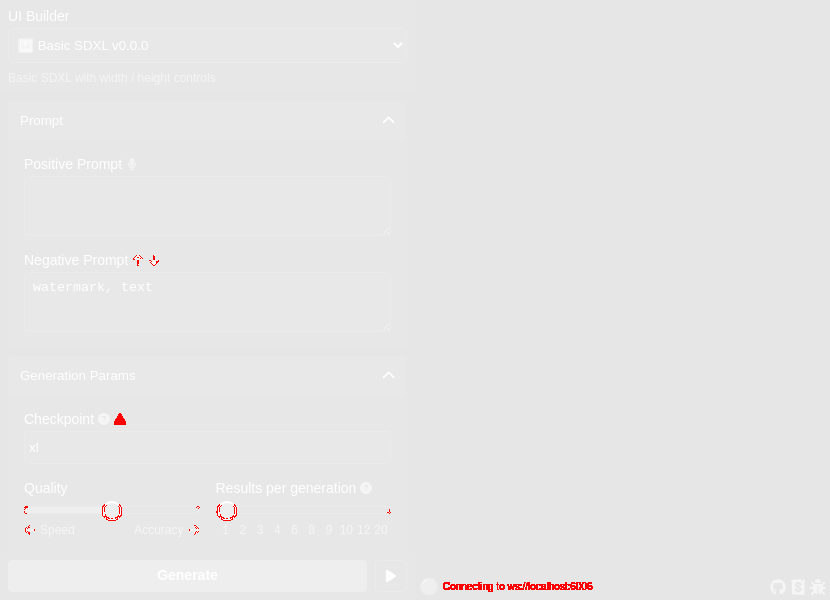 UI Builder
Basic SDXL v0.0.0
Basic SDXL with width / height controls
Prompt
Positive Prompt
Negative Prompt
watermark, text
Generation Params
Checkpoint
xl
Quality
Results per generation
Speed Accuracy
1 2 3 4 6 8 9 10 12 20
Generate
Connecting to ws://localhost